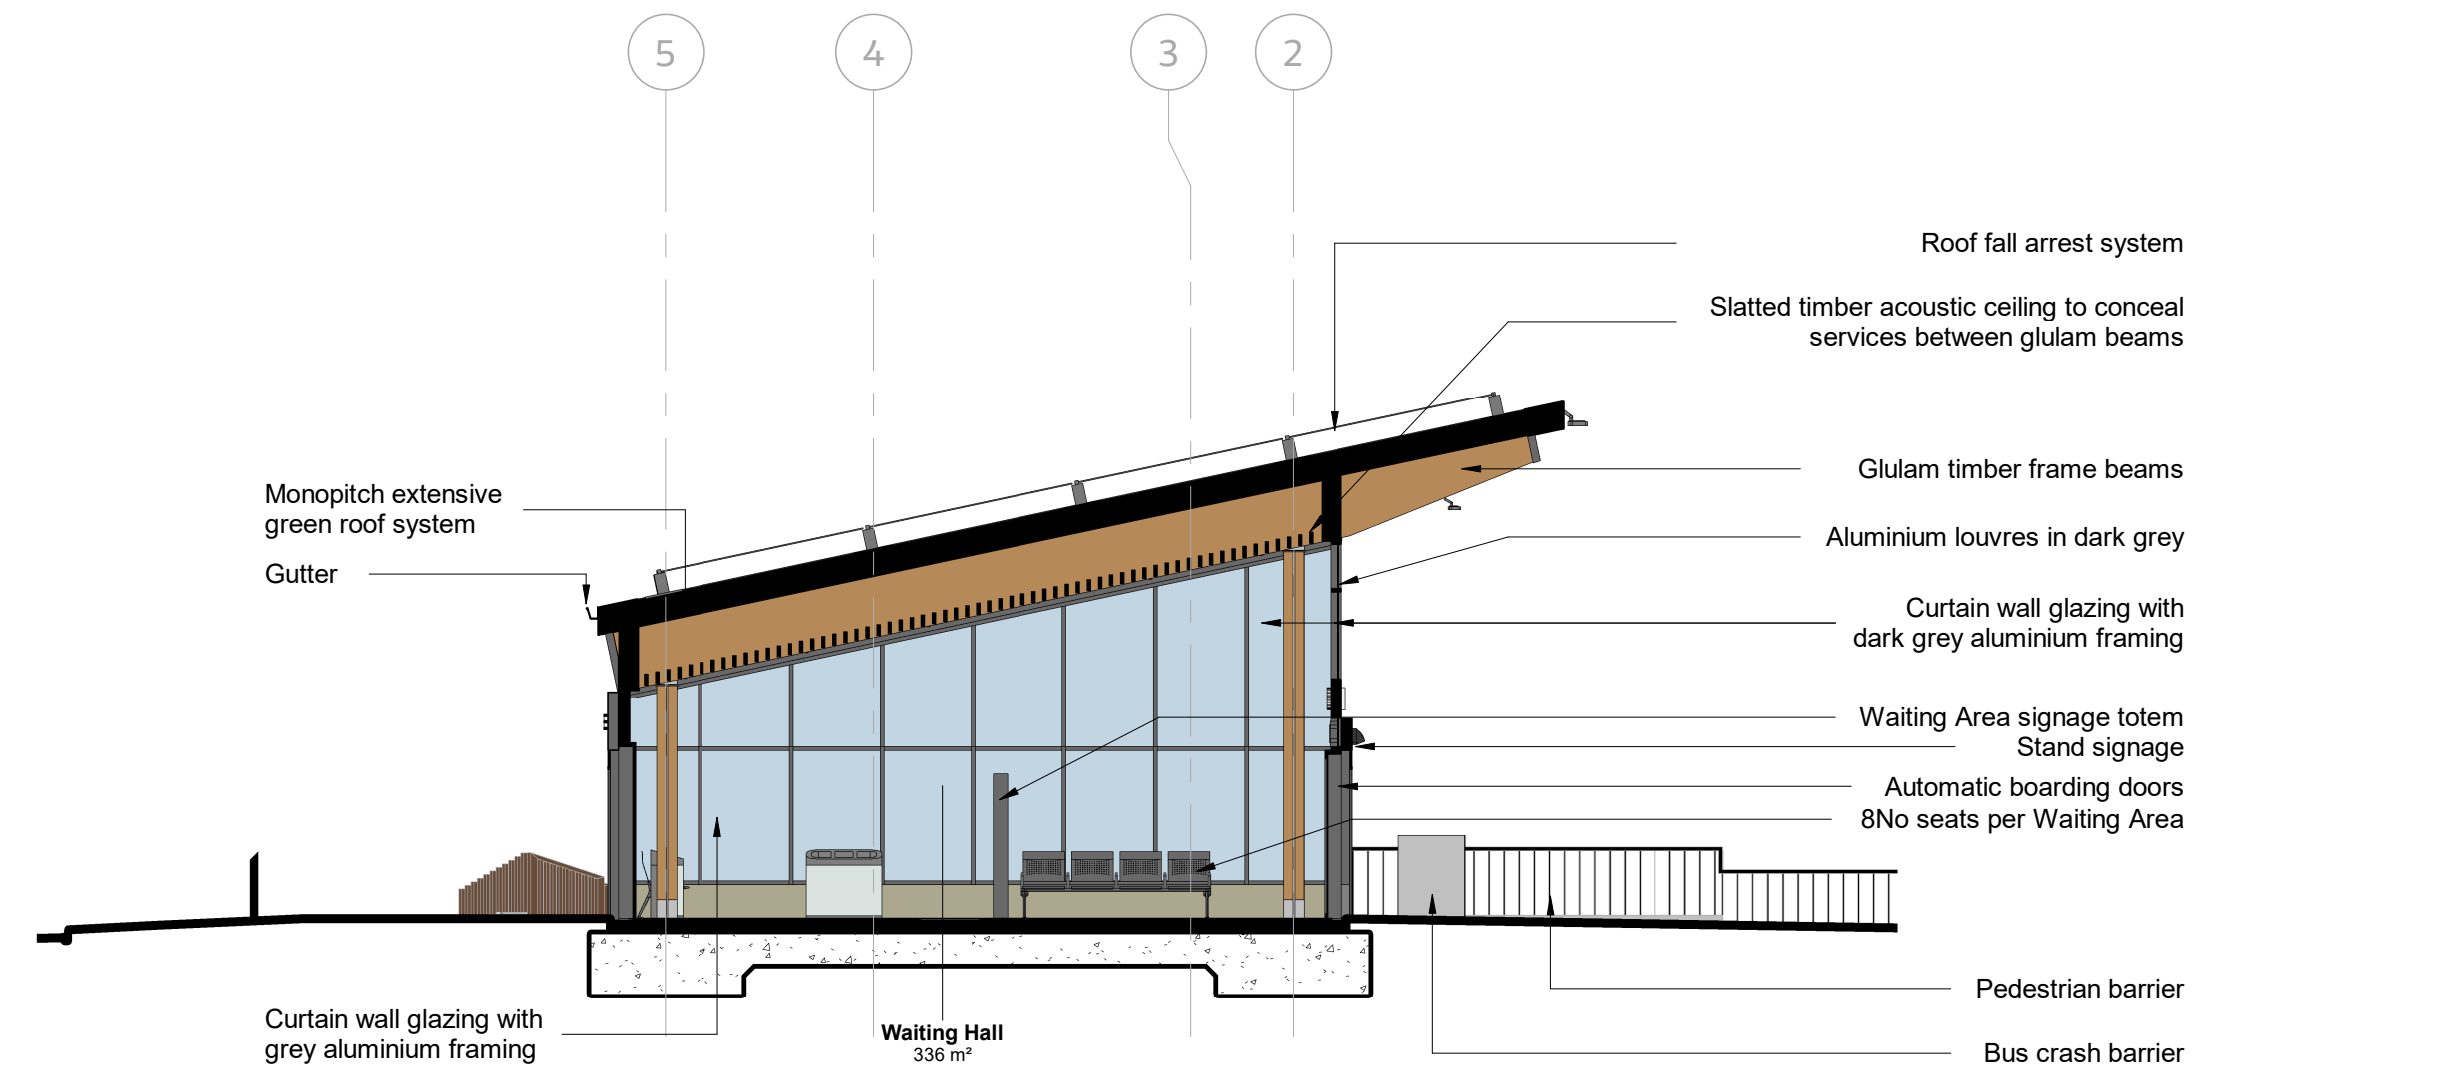 5
4
3
2
Roof fall arrest system
Slatted timber acoustic ceiling to conceal
services between glulam beams
Glulam timber frame beams
Monopitch extensive
green roof system
Aluminium louvres in dark grey
Gutter
Curtain wall glazing with
dark grey aluminium framing
Waiting Area signage totem
Stand signage
Automatic boarding doors
8No seats per Waiting Area
Pedestrian barrier
Curtain wall glazing with
grey aluminium framing
Waiting Hall
336 m²
Bus crash barrier